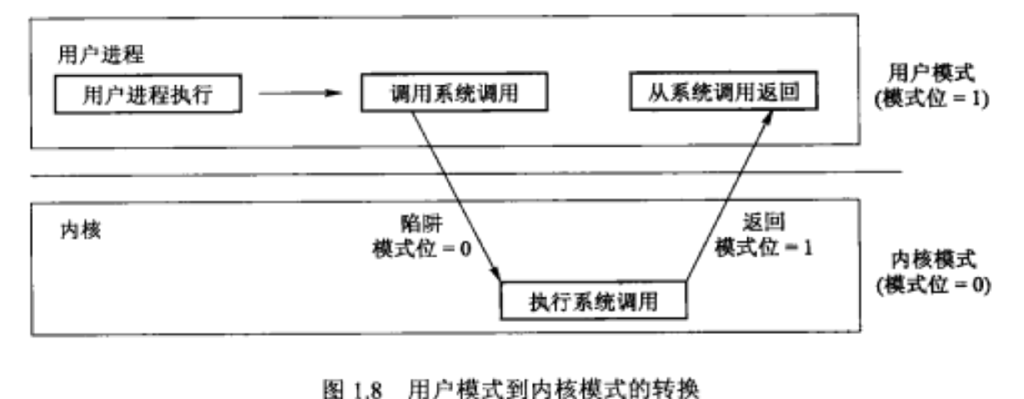 用户进程
用户进程执行
调用系统调用
从系统调用返回
用户模式
(模式位 = 1)
内核
陷阱
模式位 = 0
返回
模式位 = 1
执行系统调用
内核模式
(模式位 = 0)
图 1.8 用户模式到内核模式的转换